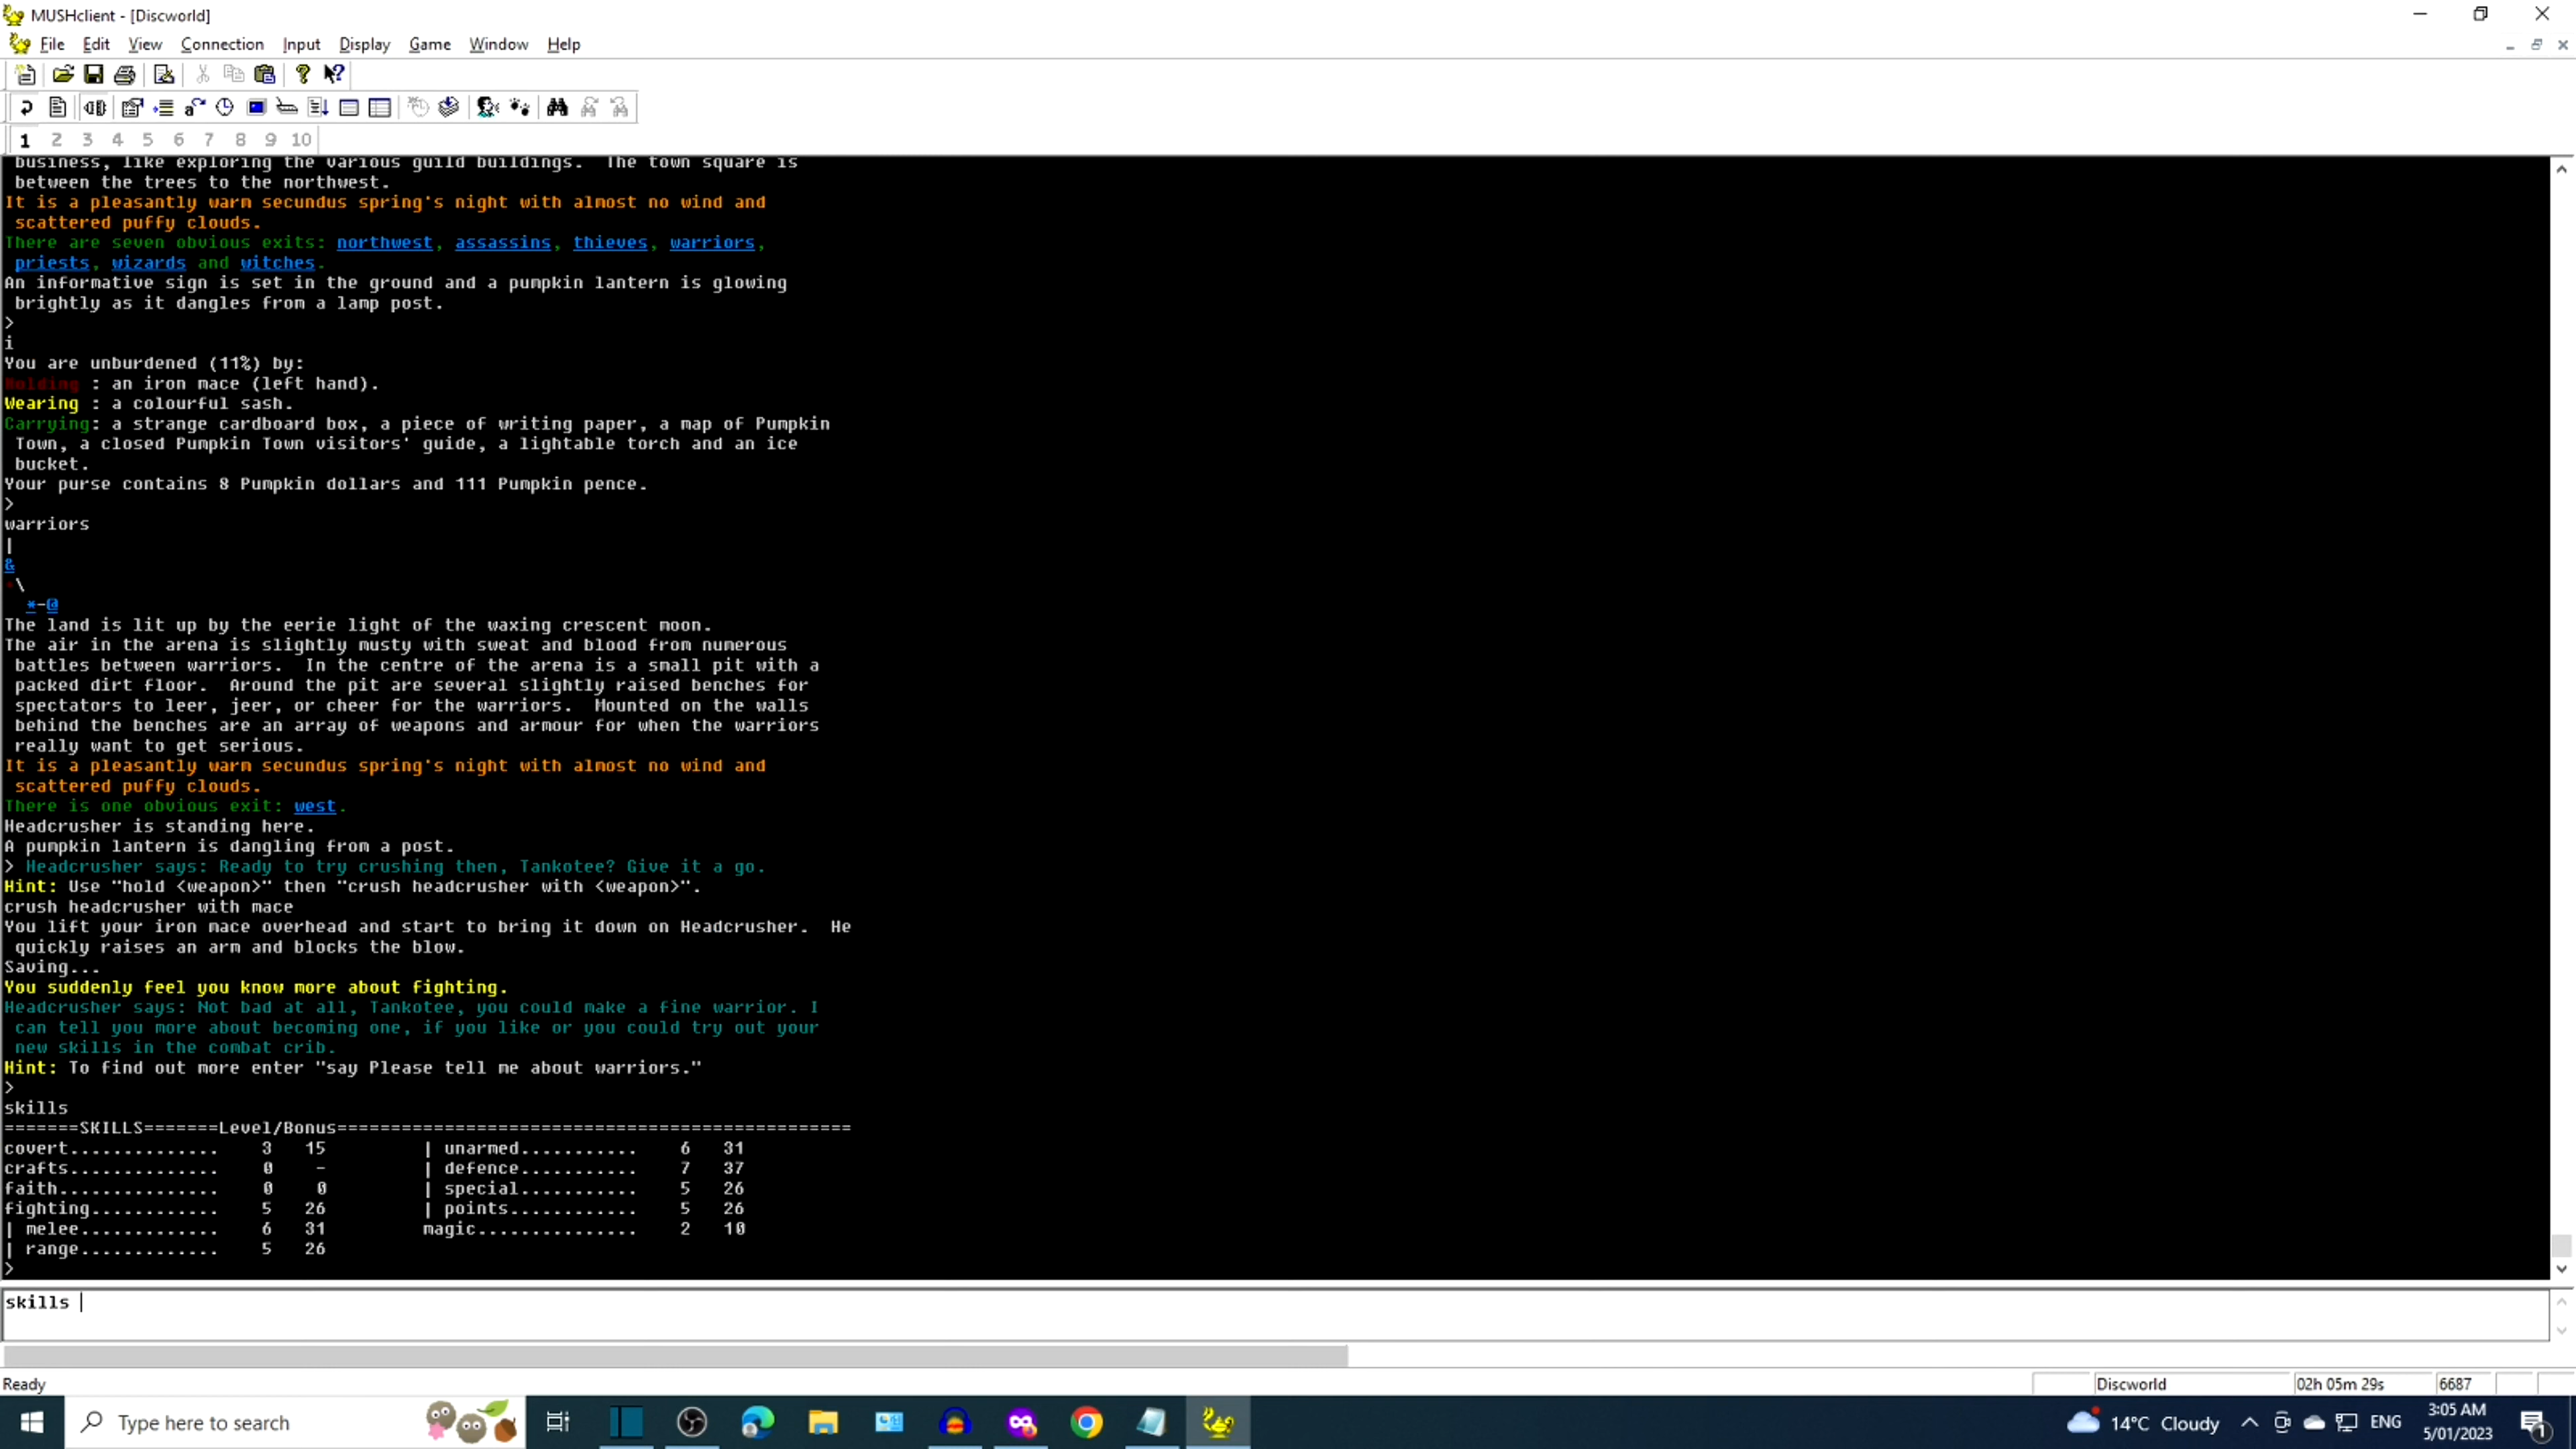 MUSHclient - [Discworld]
File Edit View Connection Input Display Game Window Help
1 2 3 4 5 6 7 8 9 10
business, like exploring the various guild buildings.  The town square is
between the trees to the northwest.
It is a pleasantly warm secundus spring's night with almost no wind and
scattered puffy clouds.
There are seven obvious exits: northwest, assassins, thieves, warriors,
priests, wizards and witches.
An informative sign is set in the ground and a pumpkin lantern is glowing
brightly as it dangles from a lamp post.
>
i
You are unburdened (11%) by:
Holding : an iron mace (left hand).
Wearing : a colourful sash.
Carrying: a strange cardboard box, a piece of writing paper, a map of Pumpkin
Town, a closed Pumpkin Town visitors' guide, a lightable torch and an ice
bucket.
Your purse contains 8 Pumpkin dollars and 111 Pumpkin pence.
>
warriors
|
&
\
*-@
The land is lit up by the eerie light of the waxing crescent moon.
The air in the arena is slightly musty with sweat and blood from numerous
battles between warriors.  In the centre of the arena is a small pit with a
packed dirt floor.  Around the pit are several slightly raised benches for
spectators to leer, jeer, or cheer for the warriors.  Mounted on the walls
behind the benches are an array of weapons and armour for when the warriors
really want to get serious.
It is a pleasantly warm secundus spring's night with almost no wind and
scattered puffy clouds.
There is one obvious exit: west.
Headcrusher is standing here.
A pumpkin lantern is dangling from a post.
> Headcrusher says: Ready to try crushing then, Tankotee? Give it a go.
Hint: Use "hold <weapon>" then "crush headcrusher with <weapon>".
crush headcrusher with mace
You lift your iron mace overhead and start to bring it down on Headcrusher.  He
quickly raises an arm and blocks the blow.
Saving...
You suddenly feel you know more about fighting.
Headcrusher says: Not bad at all, Tankotee, you could make a fine warrior. I
can tell you more about becoming one, if you like or you could try out your
new skills in the combat crib.
Hint: To find out more enter "say Please tell me about warriors."
>
skills
=======SKILLS=======Level/Bonus================================================
covert.............. 3 15 | unarmed........... 6 31
crafts.............. 0 - | defence........... 7 37
faith............... 0 0 | special........... 5 26
fighting............ 5 26 | points............ 5 26
| melee............. 6 31 magic............... 2 10
| range............. 5 26
>
skills
Ready Discworld 02h 05m 29s 6687
Type here to search 14°C Cloudy ENG 3:05 AM
5/01/2023
1